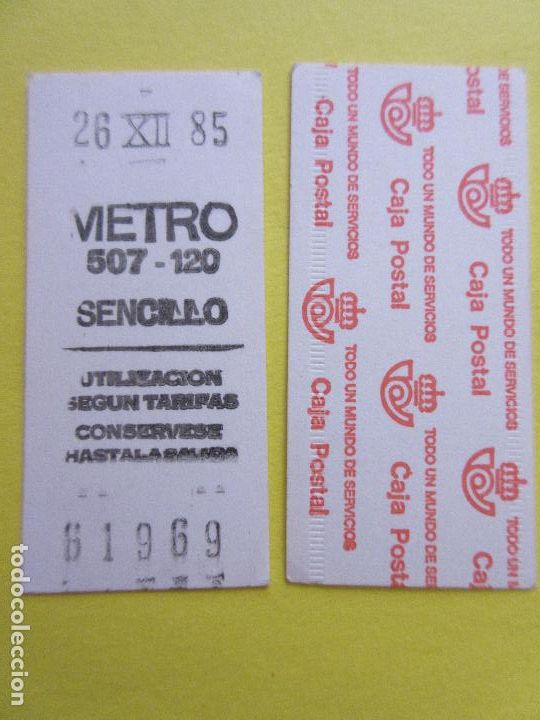 26 XII 85
METRO
507-120
SENCILLO
UTILIZACION
SEGUN TARIFAS
CONSERVESE
HASTA LA SALIDA
61969
TODO UN MUNDO DE SERVICIOS
Caja Postal
TODO UN MUNDO DE SERVICIOS
Caja Postal
DE SERVICIOS
Postal
TODO UN MUNDO DE SERVICIOS
Caja Postal
TODO UN MUNDO DE SERVICIOS
Caja Postal
TODO UN MUNDO DE SE
Caja Postal
TODO UN M
Caja
todocoleccion